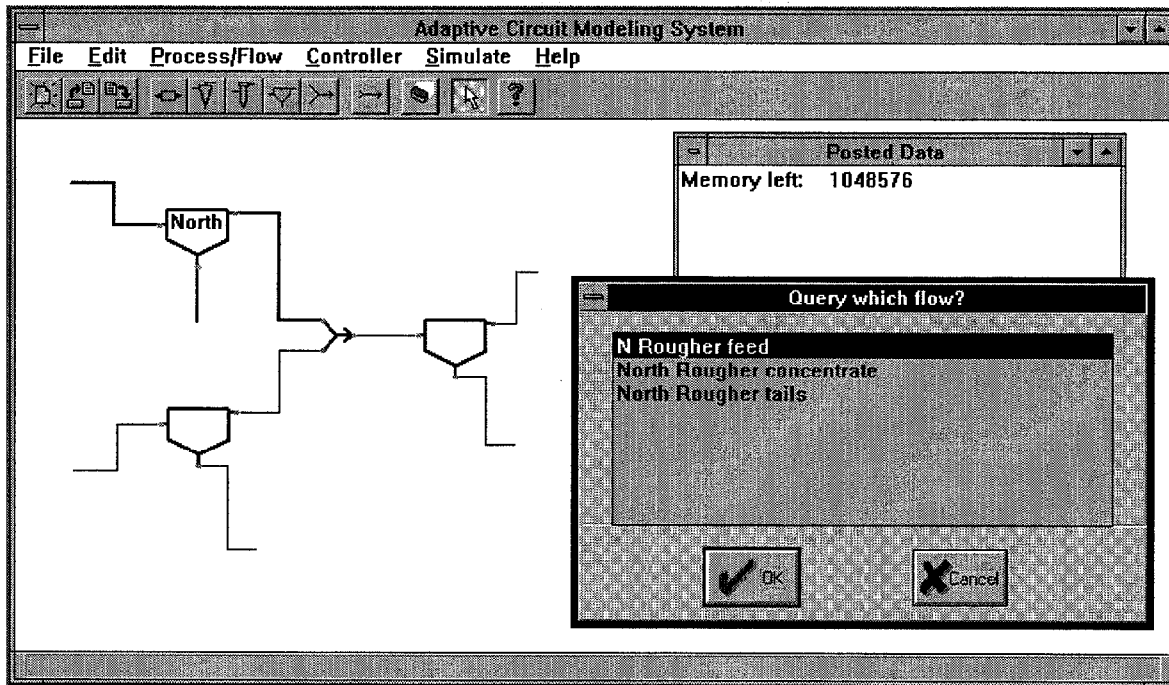 Adaptive Circuit Modeling System
File Edit Process/Flow Controller Simulate Help
?
Posted Data
Memory left: 1048576
North
Query which flow?
N Rougher feed
North Rougher concentrate
North Rougher tails
OK
Cancel